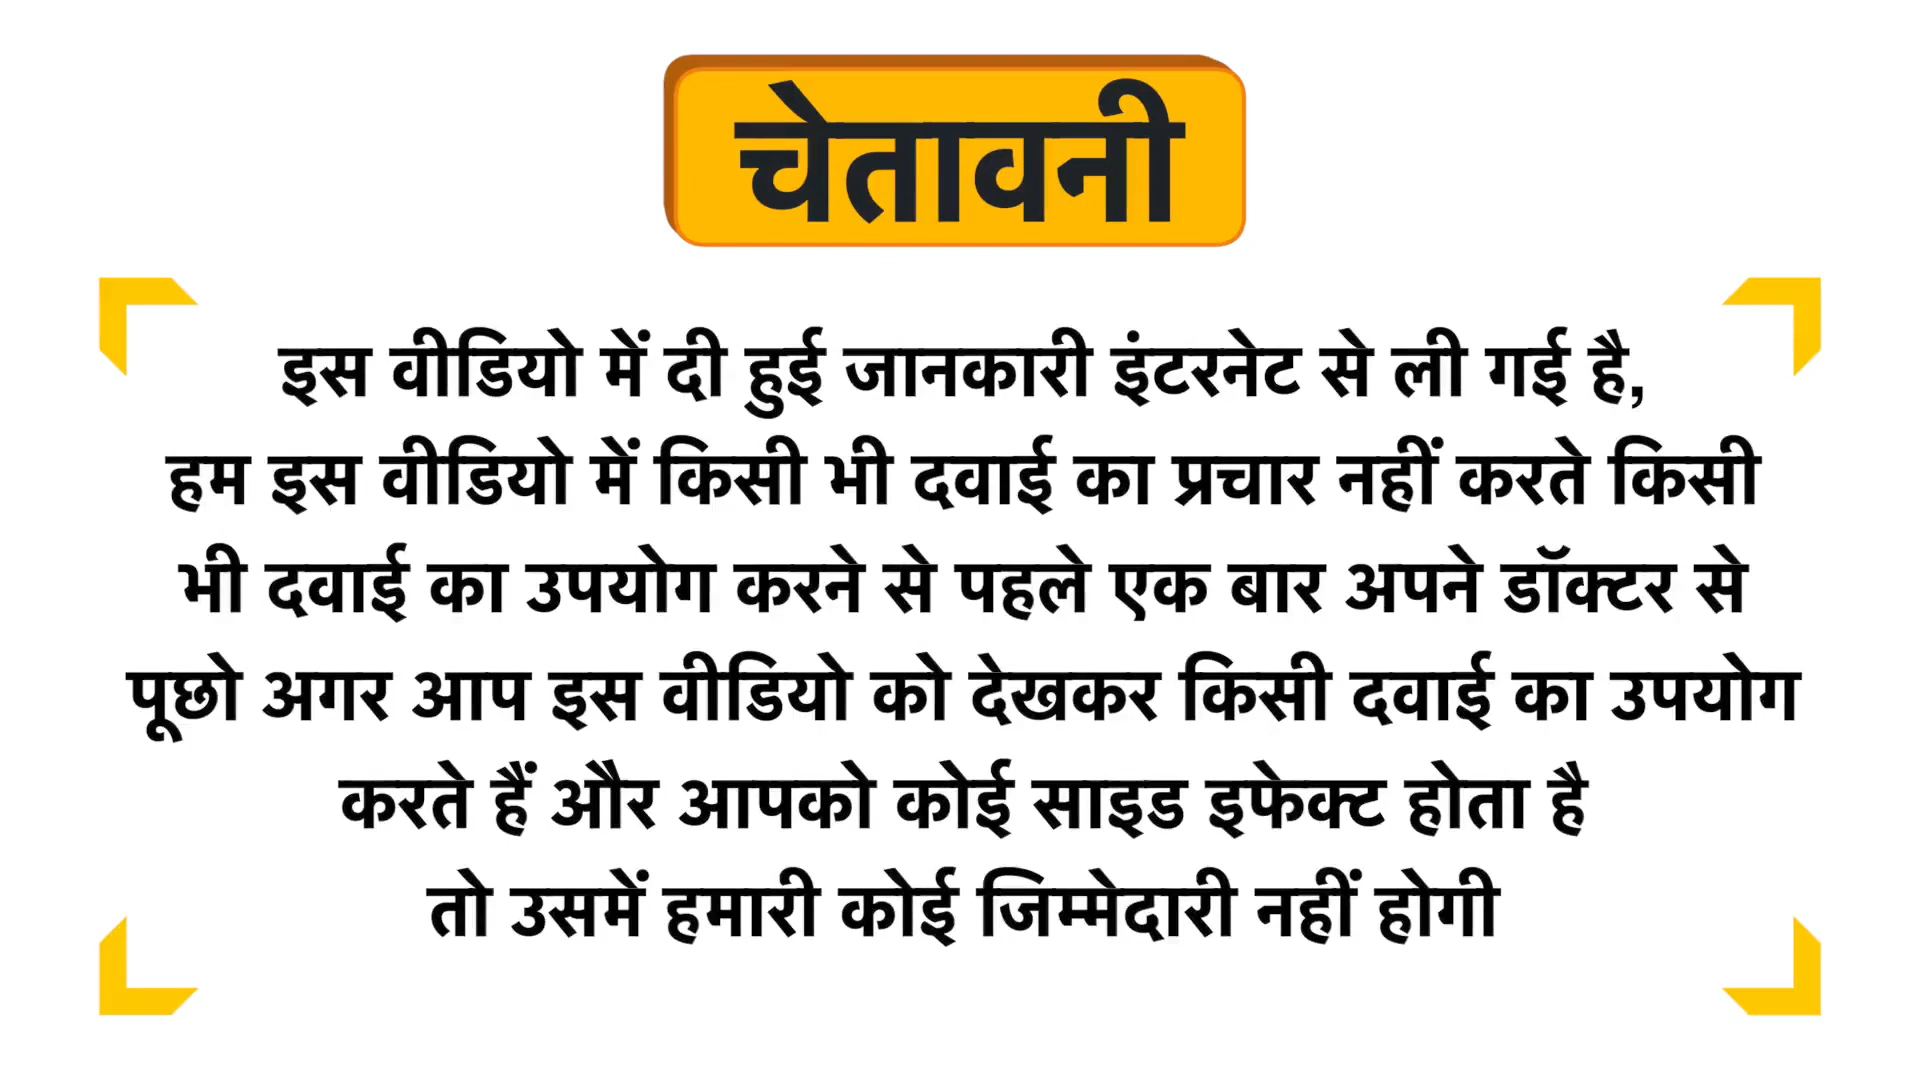 चेतावनी
इस वीडियो में दी हुई जानकारी इंटरनेट से ली गई है,
हम इस वीडियो में किसी भी दवाई का प्रचार नहीं करते किसी
भी दवाई का उपयोग करने से पहले एक बार अपने डॉक्टर से
पूछो अगर आप इस वीडियो को देखकर किसी दवाई का उपयोग
करते हैं और आपको कोई साइड इफेक्ट होता है
तो उसमें हमारी कोई जिम्मेदारी नहीं होगी